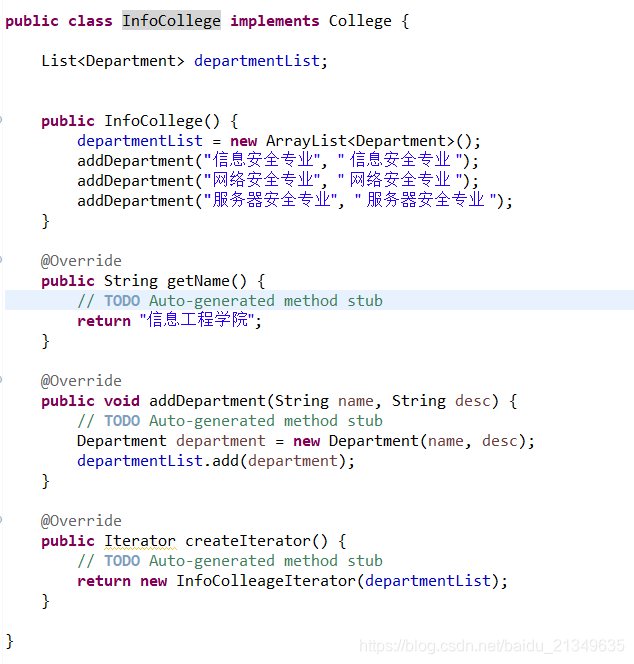 public class InfoCollege implements College {
List<Department> departmentList;
public InfoCollege() {
departmentList = new ArrayList<Department>();
addDepartment("信息安全专业", " 信息安全专业 ");
addDepartment("网络安全专业", " 网络安全专业 ");
addDepartment("服务器安全专业", " 服务器安全专业 ");
}
@Override
public String getName() {
// TODO Auto-generated method stub
return "信息工程学院";
}
@Override
public void addDepartment(String name, String desc) {
// TODO Auto-generated method stub
Department department = new Department(name, desc);
departmentList.add(department);
}
@Override
public Iterator createIterator() {
// TODO Auto-generated method stub
return new InfoColleageIterator(departmentList);
}
}
https://blog.csdn.net/baidu_21349635